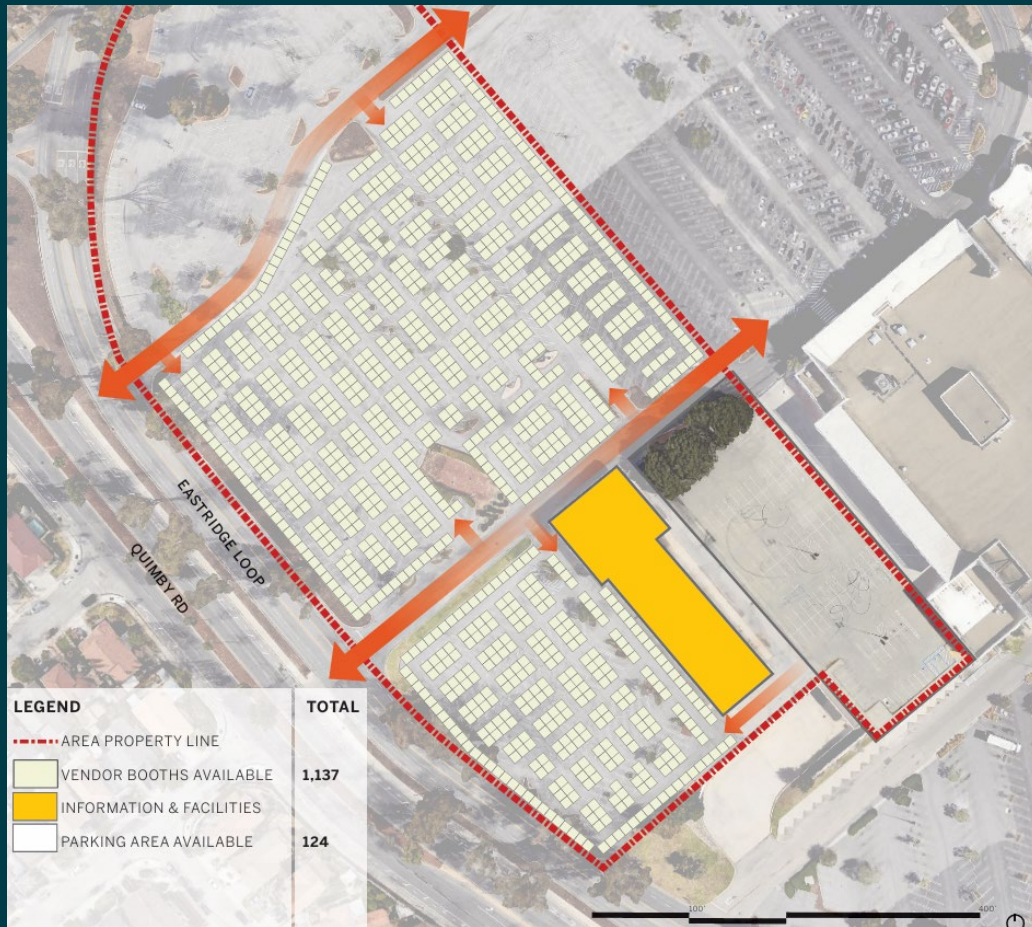 EASTRIDGE LOOP
QUIMBY RD
LEGEND TOTAL
AREA PROPERTY LINE
VENDOR BOOTHS AVAILABLE 1,137
INFORMATION & FACILITIES
PARKING AREA AVAILABLE 124
100' 400'